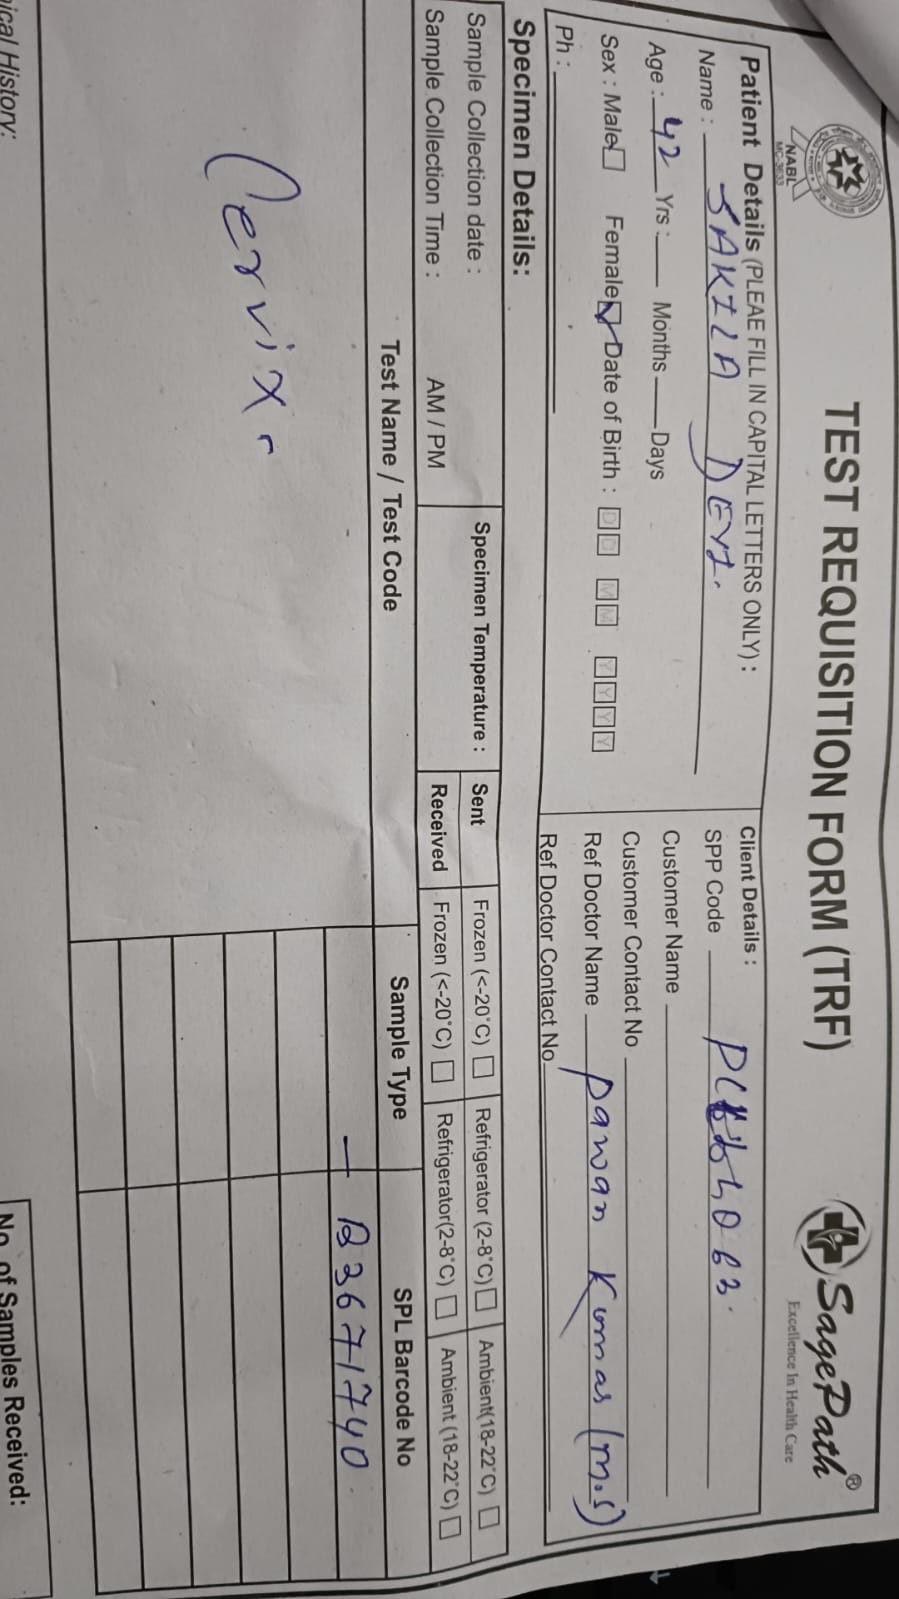 TEST REQUISITION FORM (TRF)
NABL
MC-3633
SagePath®
Excellence In Health Care
Patient Details (PLEAE FILL IN CAPITAL LETTERS ONLY) :
Name : SAKILA DEVI.
Age : 42 Yrs : Months Days
Sex : Male Female Date of Birth : D D M M Y Y Y Y
Ph :
Client Details :
SPP Code
Customer Name
Customer Contact No
Ref Doctor Name Pawan Kumar (M.S)
Ref Doctor Contact No
Specimen Details:
Sample Collection date :
Sample Collection Time : AM / PM
Specimen Temperature :
Sent Frozen (<-20°C) Refrigerator (2-8°C) Ambient(18-22°C)
Received Frozen (<-20°C) Refrigerator(2-8°C) Ambient (18-22°C)
Test Name / Test Code Sample Type SPL Barcode No
— B3671740
Cervix
ical History:
No. of Samples Received: